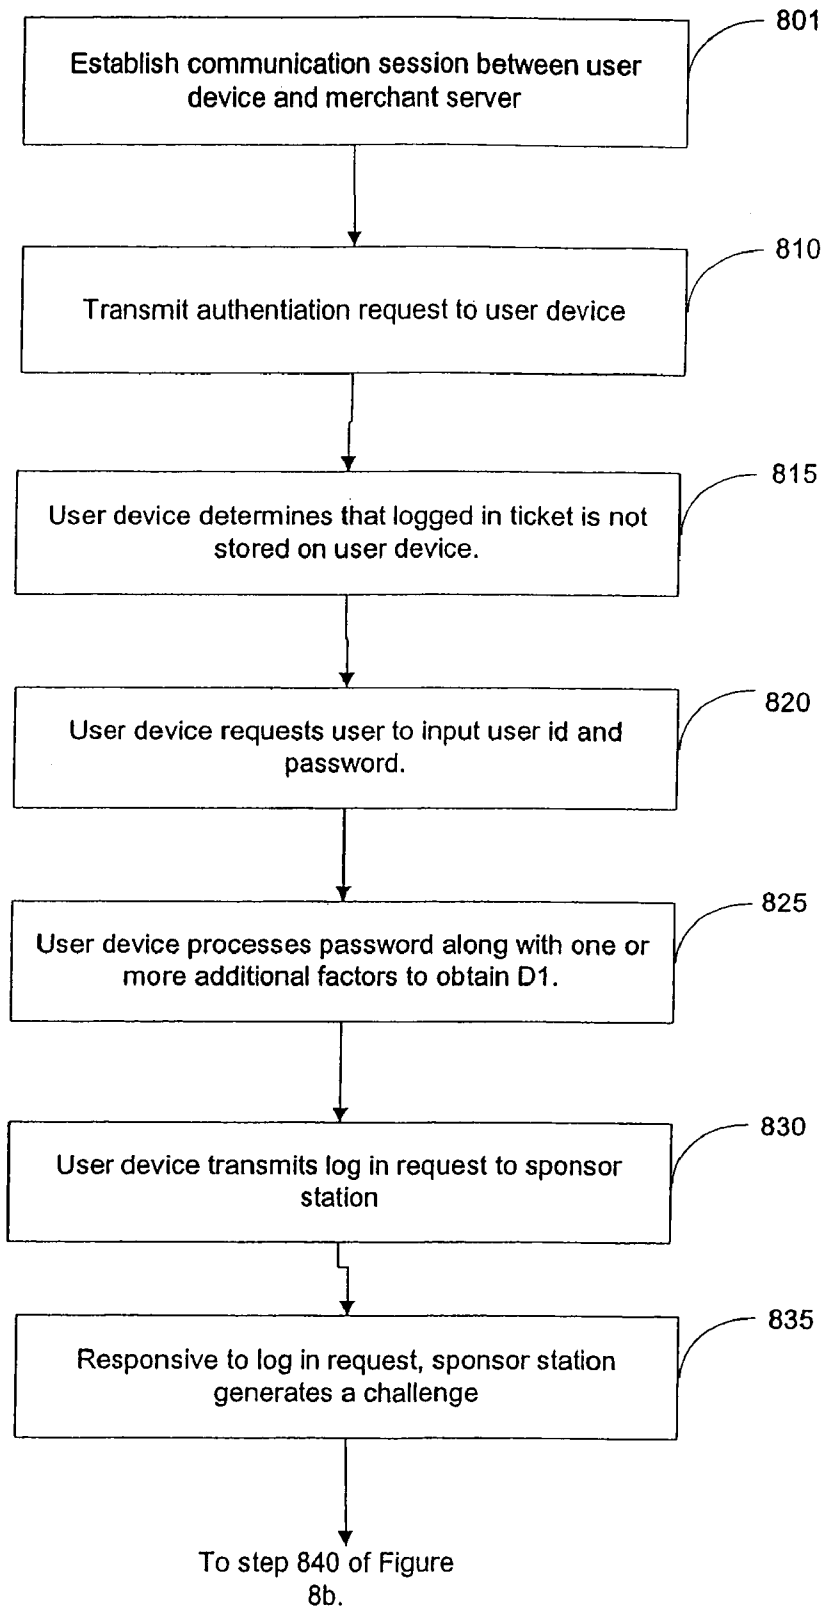 801
Establish communication session between user
device and merchant server
810
Transmit authentiation request to user device
815
User device determines that logged in ticket is not
stored on user device.
820
User device requests user to input user id and
password.
825
User device processes password along with one or
more additional factors to obtain D1.
830
User device transmits log in request to sponsor
station
835
Responsive to log in request, sponsor station
generates a challenge
To step 840 of Figure
8b.